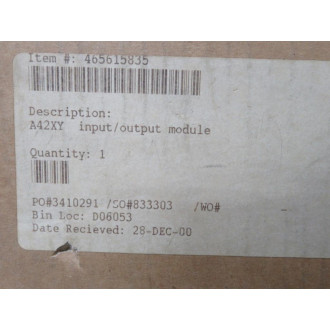 Item #: 465615835
Description:
A42XY input/output module
Quantity: 1
PO#3410291 /SO#833303 /WO#
Bin Loc: D06053
Date Recieved: 28-DEC-00